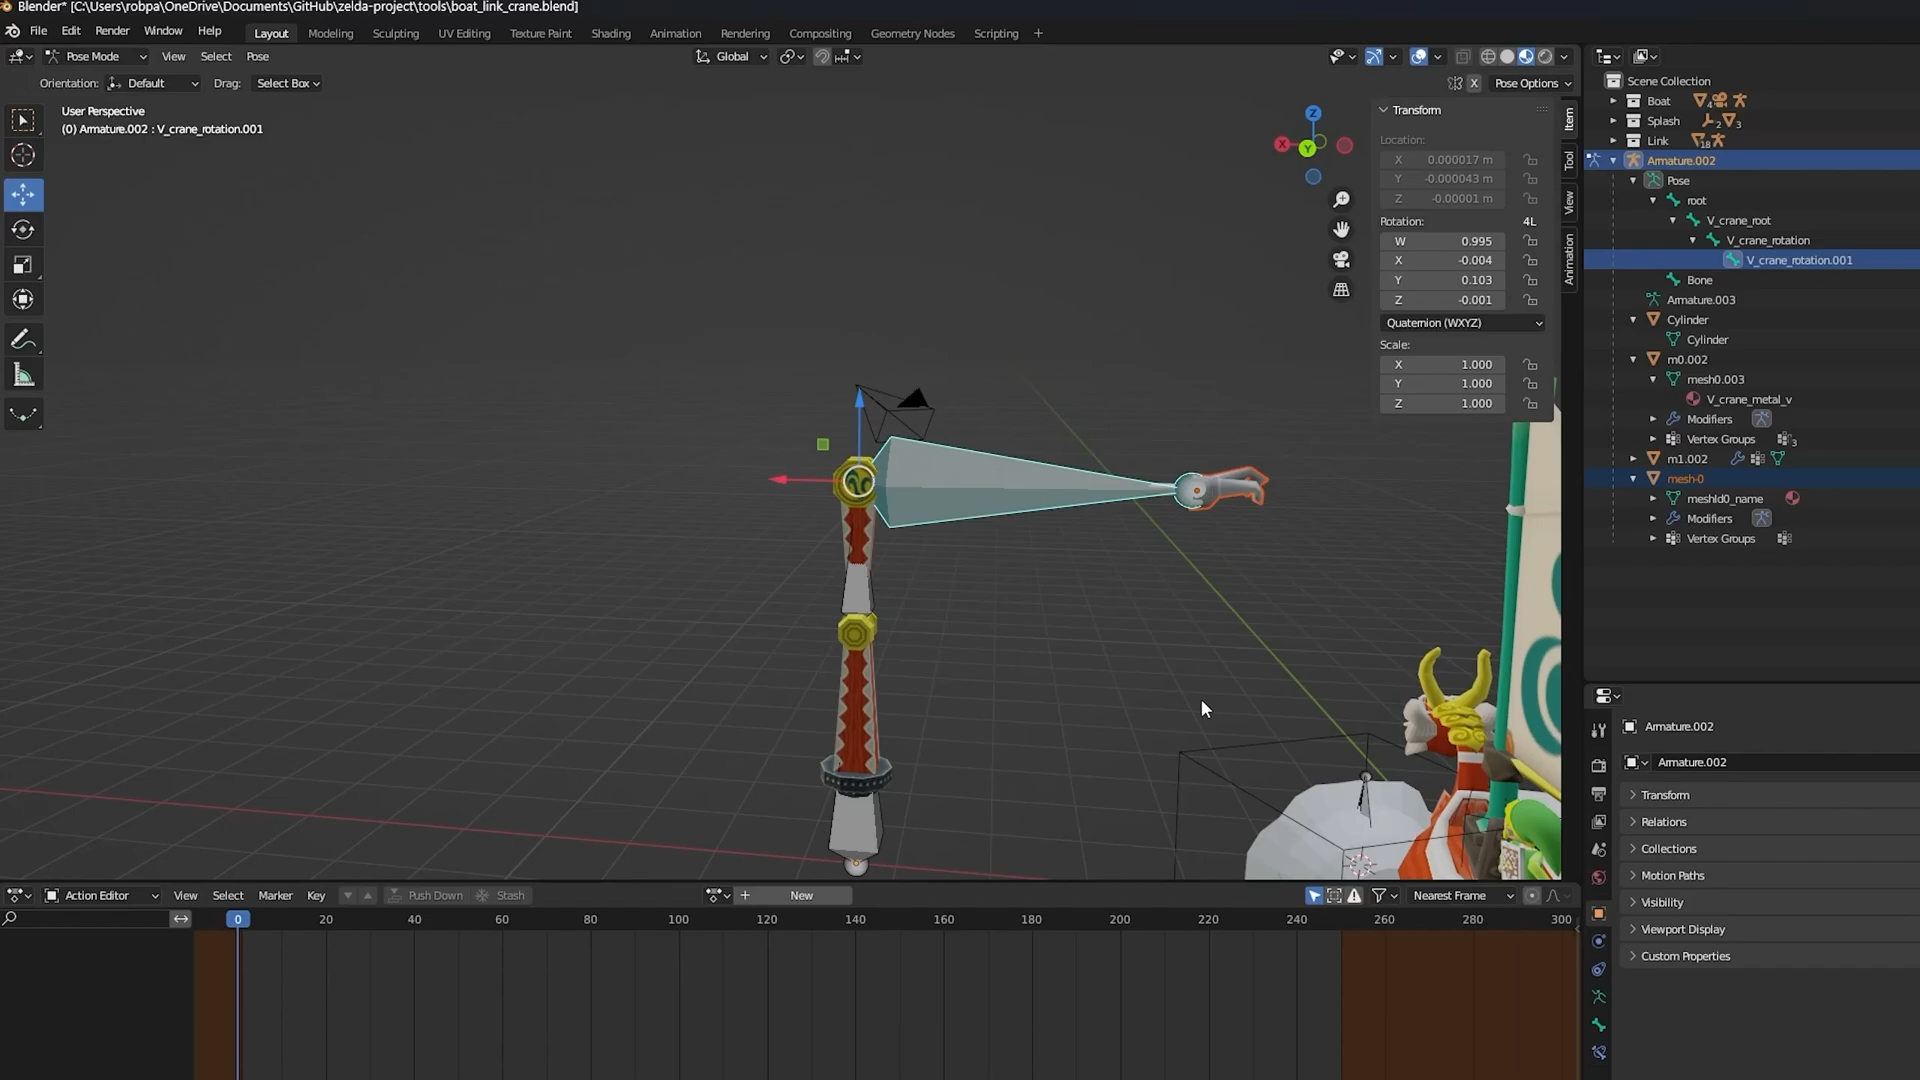 Blender* [C:\Users\robpa\OneDrive\Documents\GitHub\zelda-project\tools\boat_link_crane.blend]
File Edit Render Window Help Layout Modeling Sculpting UV Editing Texture Paint Shading Animation Rendering Compositing Geometry Nodes Scripting +
Pose Mode View Select Pose Global
Orientation: Default Drag: Select Box X Pose Options
User Perspective
(0) Armature.002 : V_crane_rotation.001
Z
X
Y
Transform
Location:
X 0.000017 m
Y -0.000043 m
Z -0.00001 m
Rotation: 4L
W 0.995
X -0.004
Y 0.103
Z -0.001
Quaternion (WXYZ)
Scale:
X 1.000
Y 1.000
Z 1.000
Item
Tool
View
Animation
Scene Collection
Boat 4
Splash 2 3
Link 18
Armature.002
Pose
root
V_crane_root
V_crane_rotation
V_crane_rotation.001
Bone
Armature.003
Cylinder
Cylinder
m0.002
mesh0.003
V_crane_metal_v
Modifiers
Vertex Groups 3
m1.002
mesh-0
meshId0_name
Modifiers
Vertex Groups
Armature.002
Armature.002
Transform
Relations
Collections
Motion Paths
Visibility
Viewport Display
Custom Properties
Action Editor View Select Marker Key Push Down Stash + New Nearest Frame
0 20 40 60 80 100 120 140 160 180 200 220 240 260 280 300